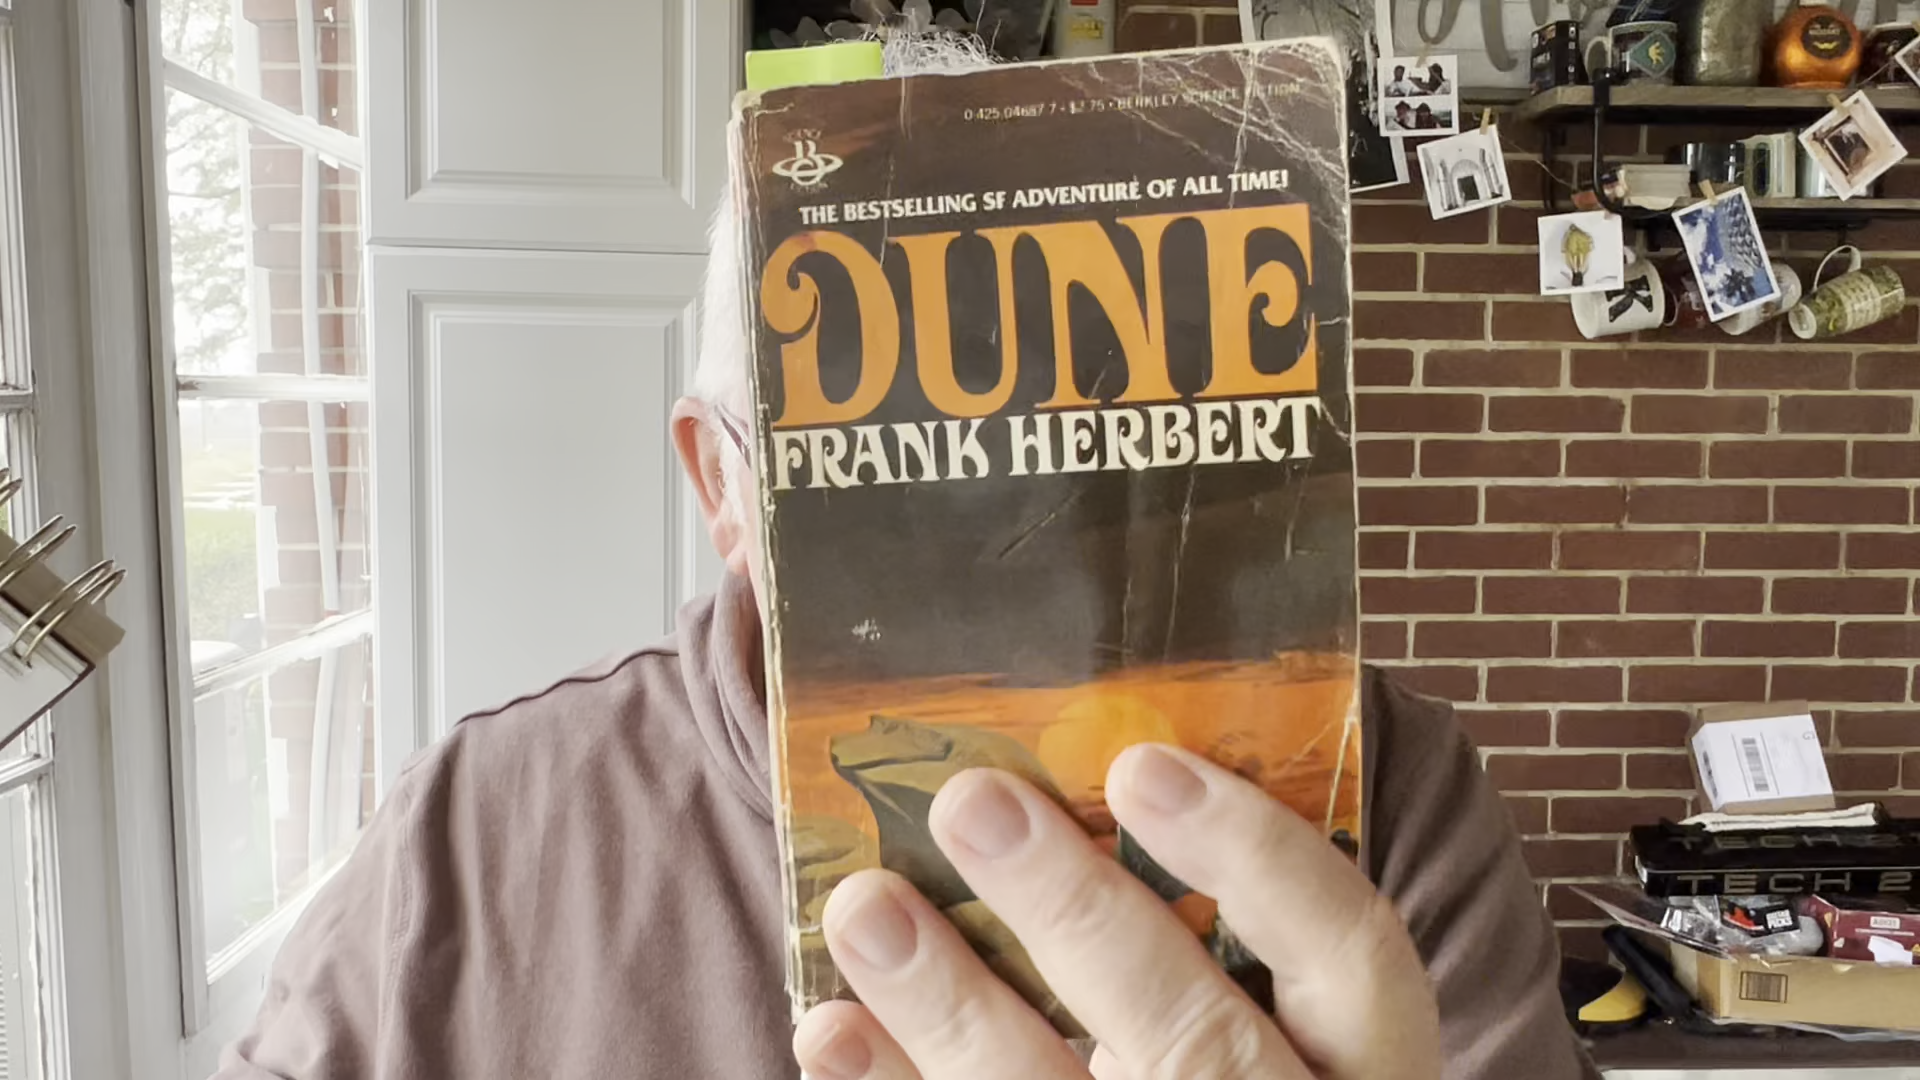 0-425-04687-7 • $2.75 • BERKLEY SCIENCE FICTION
THE BESTSELLING SF ADVENTURE OF ALL TIME!
DUNE
FRANK HERBERT
K
TECH 2